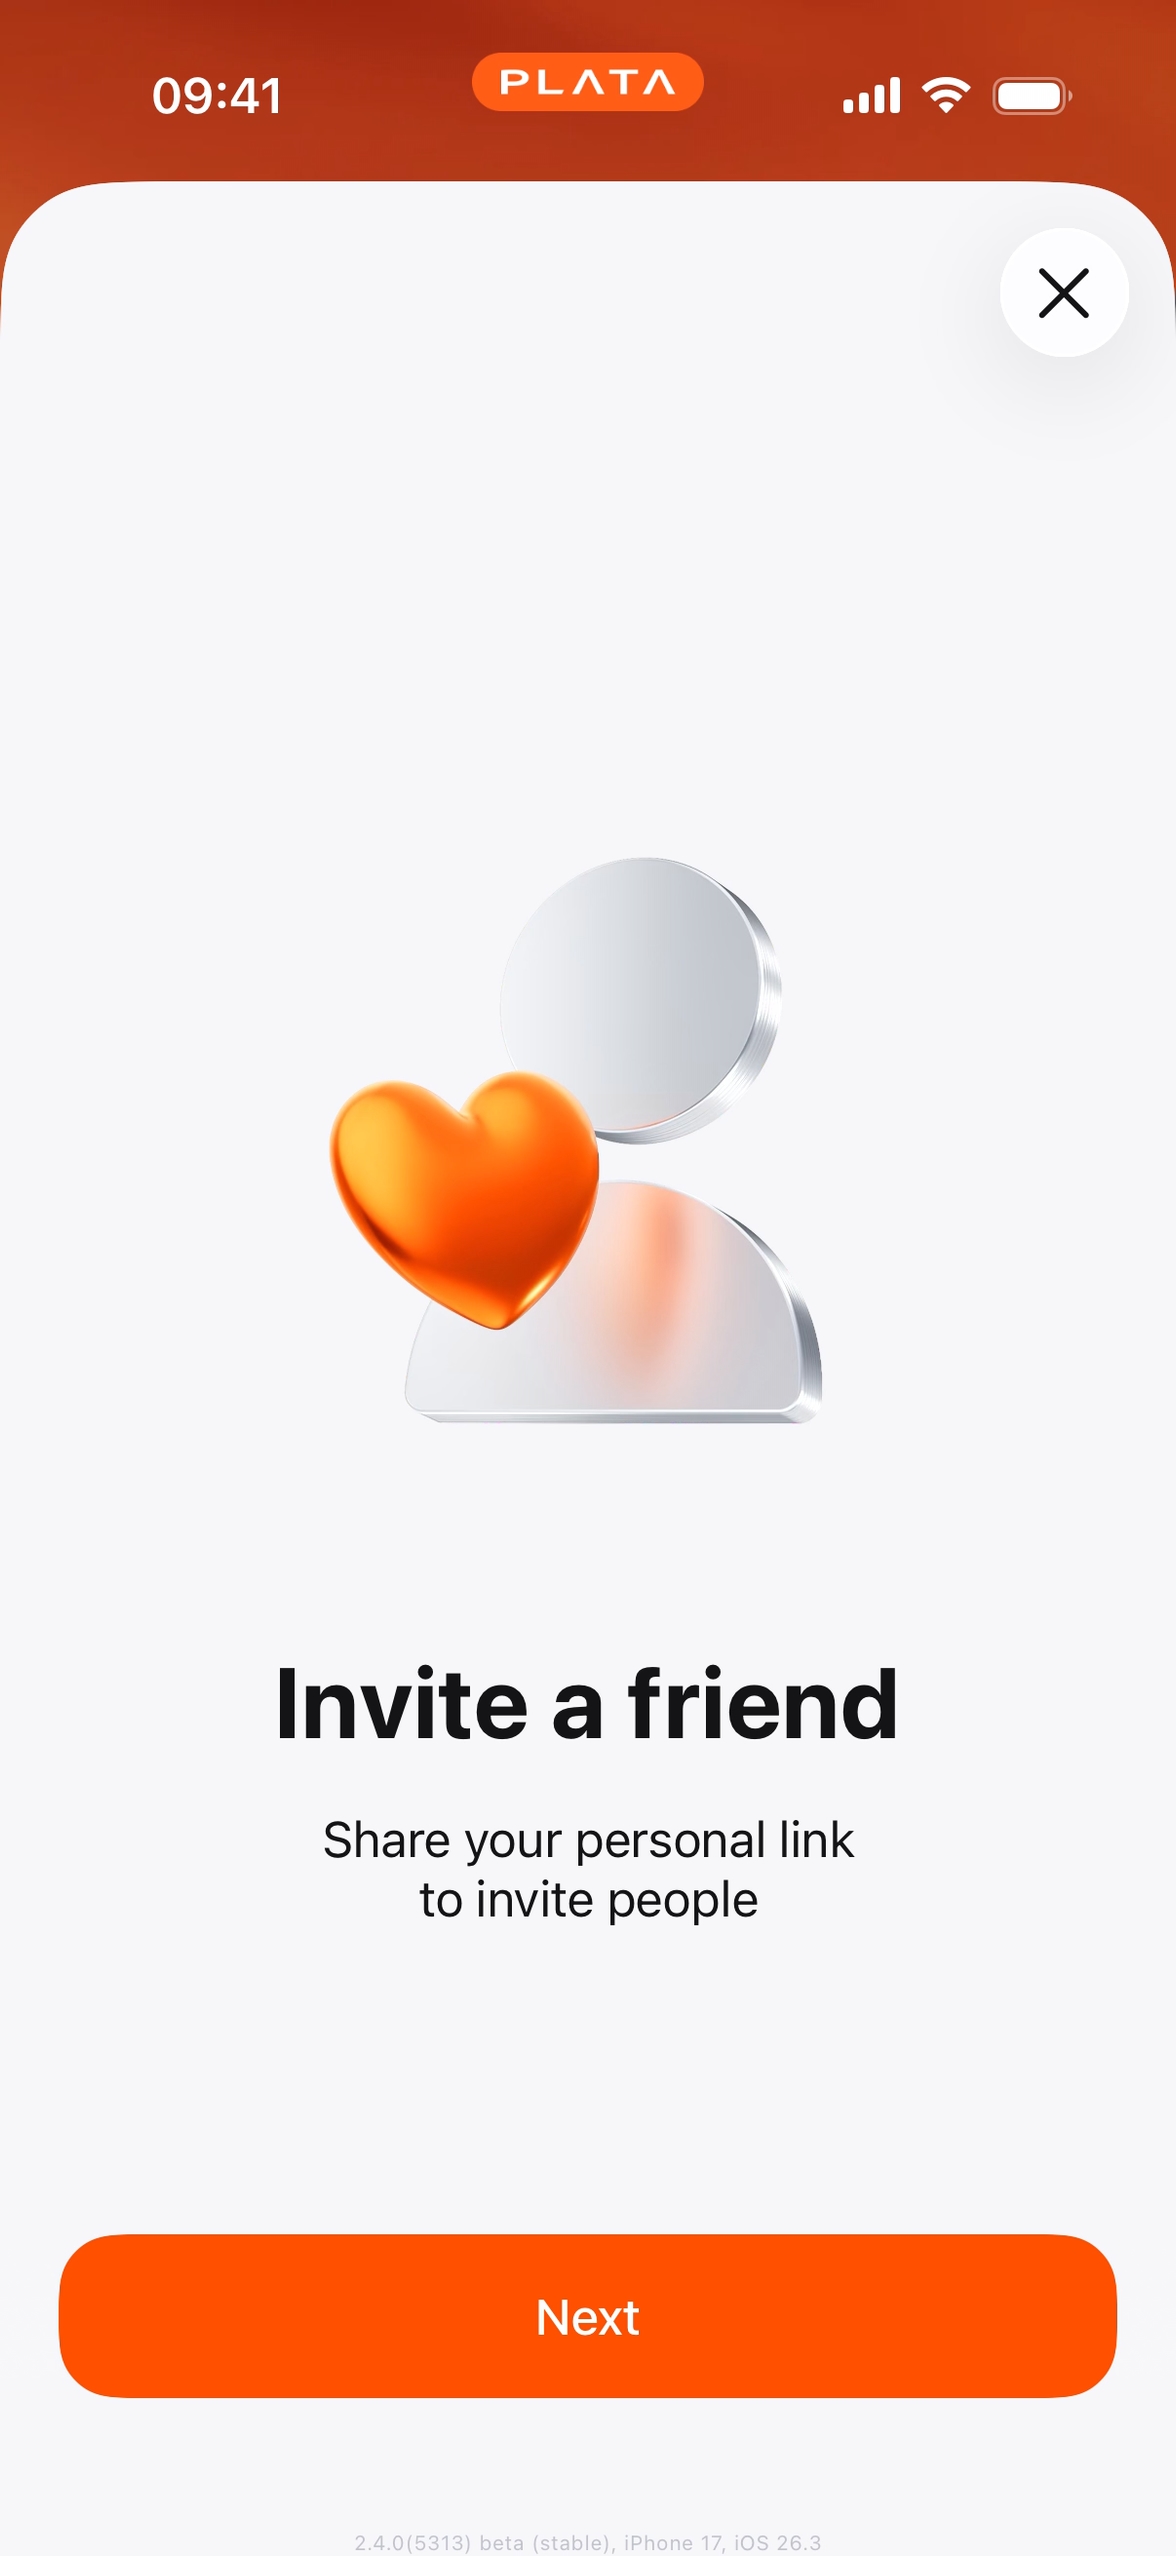 09:41
PLATA
Invite a friend
Share your personal link
to invite people
Next
2.4.0(5313) beta (stable), iPhone 17, iOS 26.3